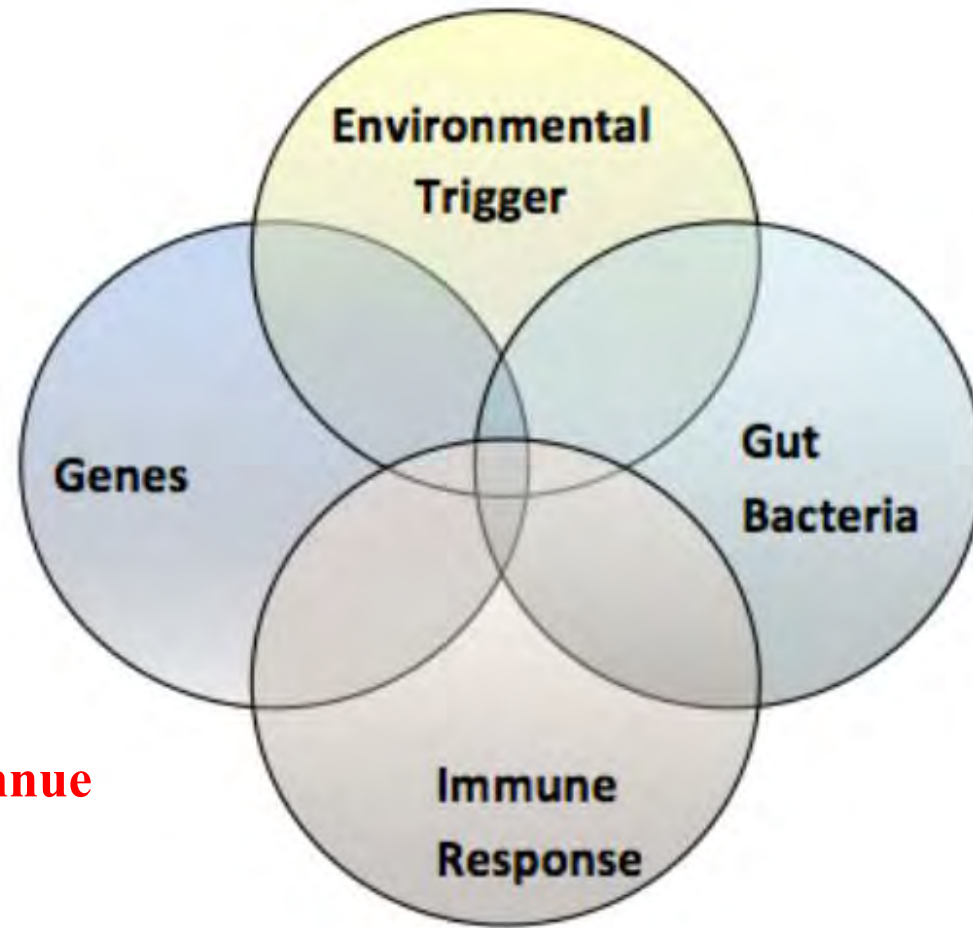 Environmental
Trigger
Genes
Gut
Bacteria
Immune
Response